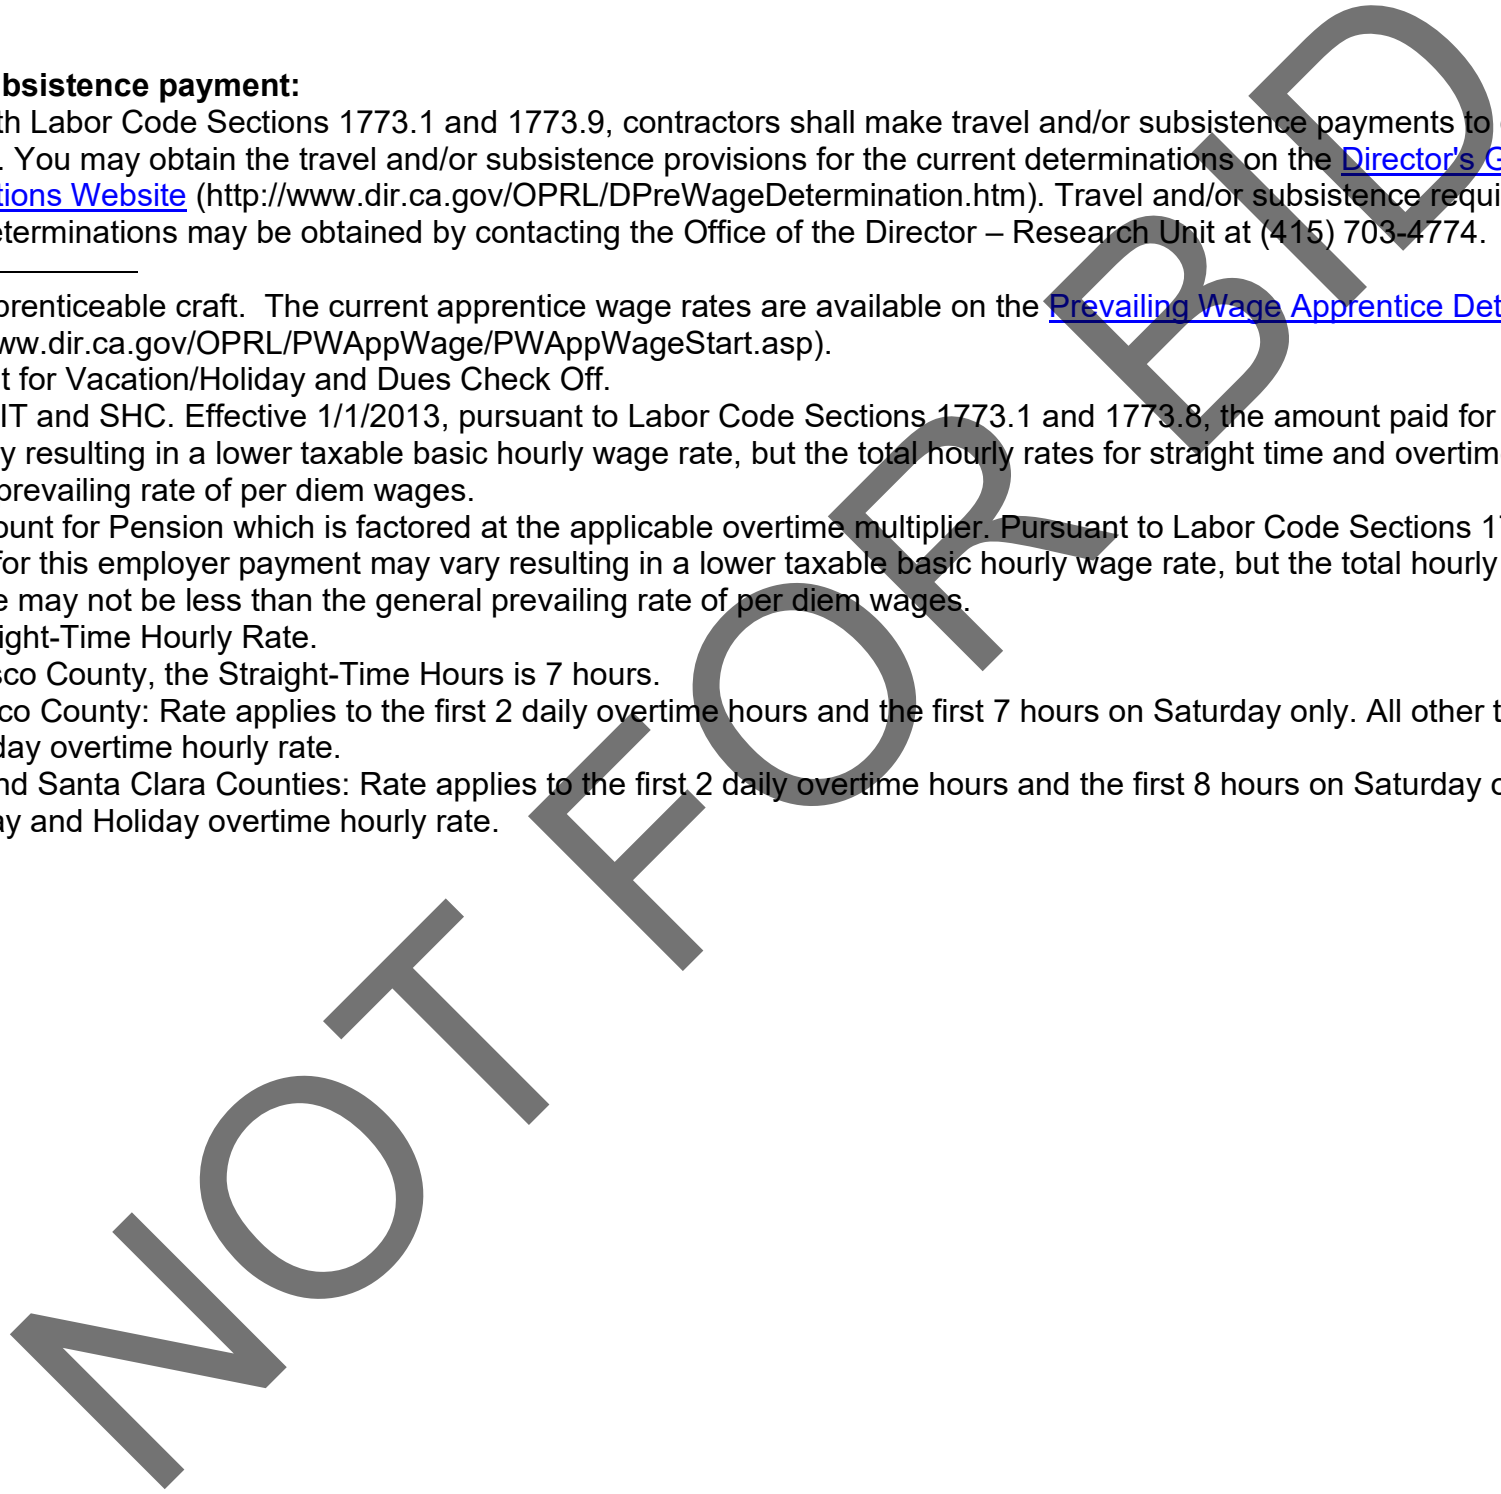 bsistence payment:
th Labor Code Sections 1773.1 and 1773.9, contractors shall make travel and/or subsistence payments to
. You may obtain the travel and/or subsistence provisions for the current determinations on the Director's G
tions Website (http://www.dir.ca.gov/OPRL/DPreWageDetermination.htm). Travel and/or subsistence requi
eterminations may be obtained by contacting the Office of the Director – Research Unit at (415) 703-4774.
prenticeable craft. The current apprentice wage rates are available on the Prevailing Wage Apprentice Det
ww.dir.ca.gov/OPRL/PWAppWage/PWAppWageStart.asp).
t for Vacation/Holiday and Dues Check Off.
IT and SHC. Effective 1/1/2013, pursuant to Labor Code Sections 1773.1 and 1773.8, the amount paid for
y resulting in a lower taxable basic hourly wage rate, but the total hourly rates for straight time and overtim
prevailing rate of per diem wages.
ount for Pension which is factored at the applicable overtime multiplier. Pursuant to Labor Code Sections 17
for this employer payment may vary resulting in a lower taxable basic hourly wage rate, but the total hourly
e may not be less than the general prevailing rate of per diem wages.
ight-Time Hourly Rate.
sco County, the Straight-Time Hours is 7 hours.
co County: Rate applies to the first 2 daily overtime hours and the first 7 hours on Saturday only. All other t
day overtime hourly rate.
nd Santa Clara Counties: Rate applies to the first 2 daily overtime hours and the first 8 hours on Saturday o
ay and Holiday overtime hourly rate.
NOT FOR BID